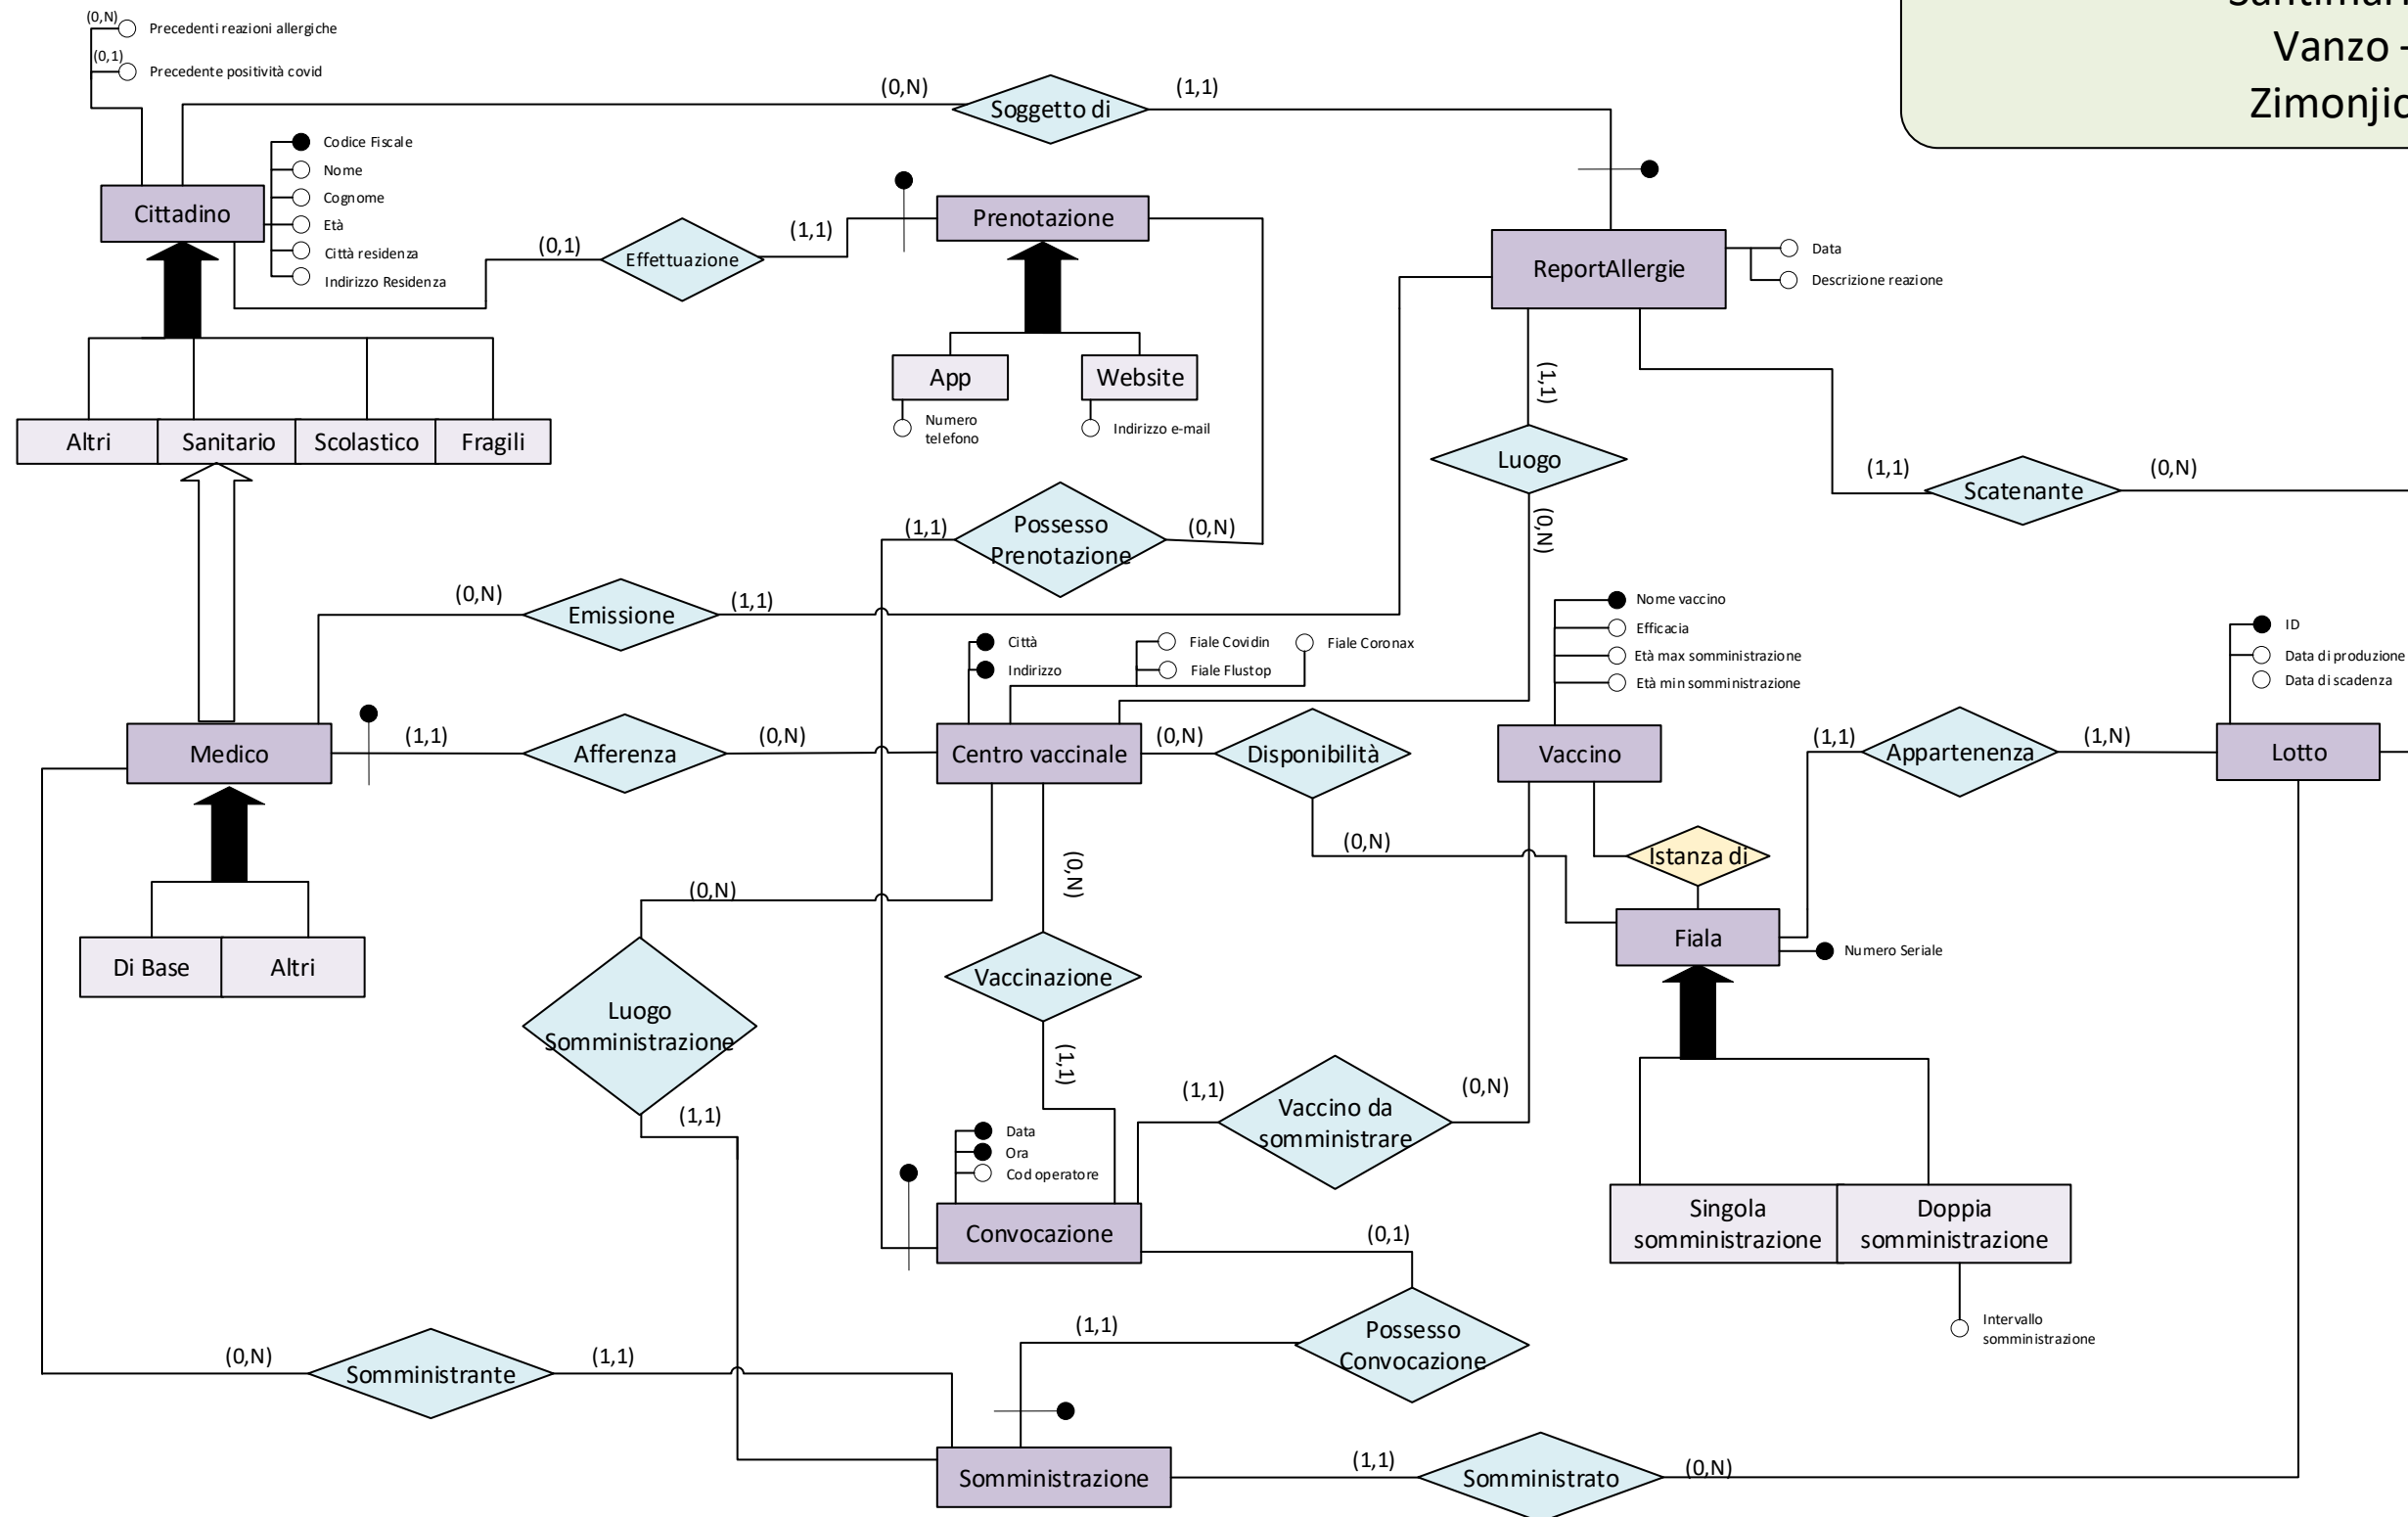 Vanzo -
Zimonjic
(0,N)
Precedenti reazioni allergiche
(0,1)
Precedente positività covid
(0,N)
Soggetto di
(1,1)
Codice Fiscale
Nome
Cognome
Età
Città residenza
Indirizzo Residenza
Cittadino
(0,1)
Effettuazione
(1,1)
Prenotazione
ReportAllergie
Data
Descrizione reazione
App
Website
Numero
telefono
Indirizzo e-mail
Altri
Sanitario
Scolastico
Fragili
(1,1)
Luogo
(0,N)
(1,1)
Scatenante
(0,N)
(1,1)
Possesso
Prenotazione
(0,N)
(0,N)
Emissione
(1,1)
Città
Indirizzo
Fiale Covidin
Fiale Flustop
Fiale Coronax
Nome vaccino
Efficacia
Età max somministrazione
Età min somministrazione
ID
Data di produzione
Data di scadenza
Medico
(1,1)
Afferenza
(0,N)
Centro vaccinale
(0,N)
Disponibilità
(0,N)
Vaccino
(1,1)
Appartenenza
(1,N)
Lotto
Istanza di
Fiala
Numero Seriale
Di Base
Altri
(0,N)
Luogo
Somministrazione
(1,1)
(0,N)
Vaccinazione
(1,1)
(1,1)
Vaccino da
somministrare
(0,N)
Data
Ora
Cod operatore
Convocazione
Singola
somministrazione
Doppia
somministrazione
Intervallo
somministrazione
(0,1)
Possesso
Convocazione
(1,1)
(0,N)
Somministrante
(1,1)
Somministrazione
(1,1)
Somministrato
(0,N)